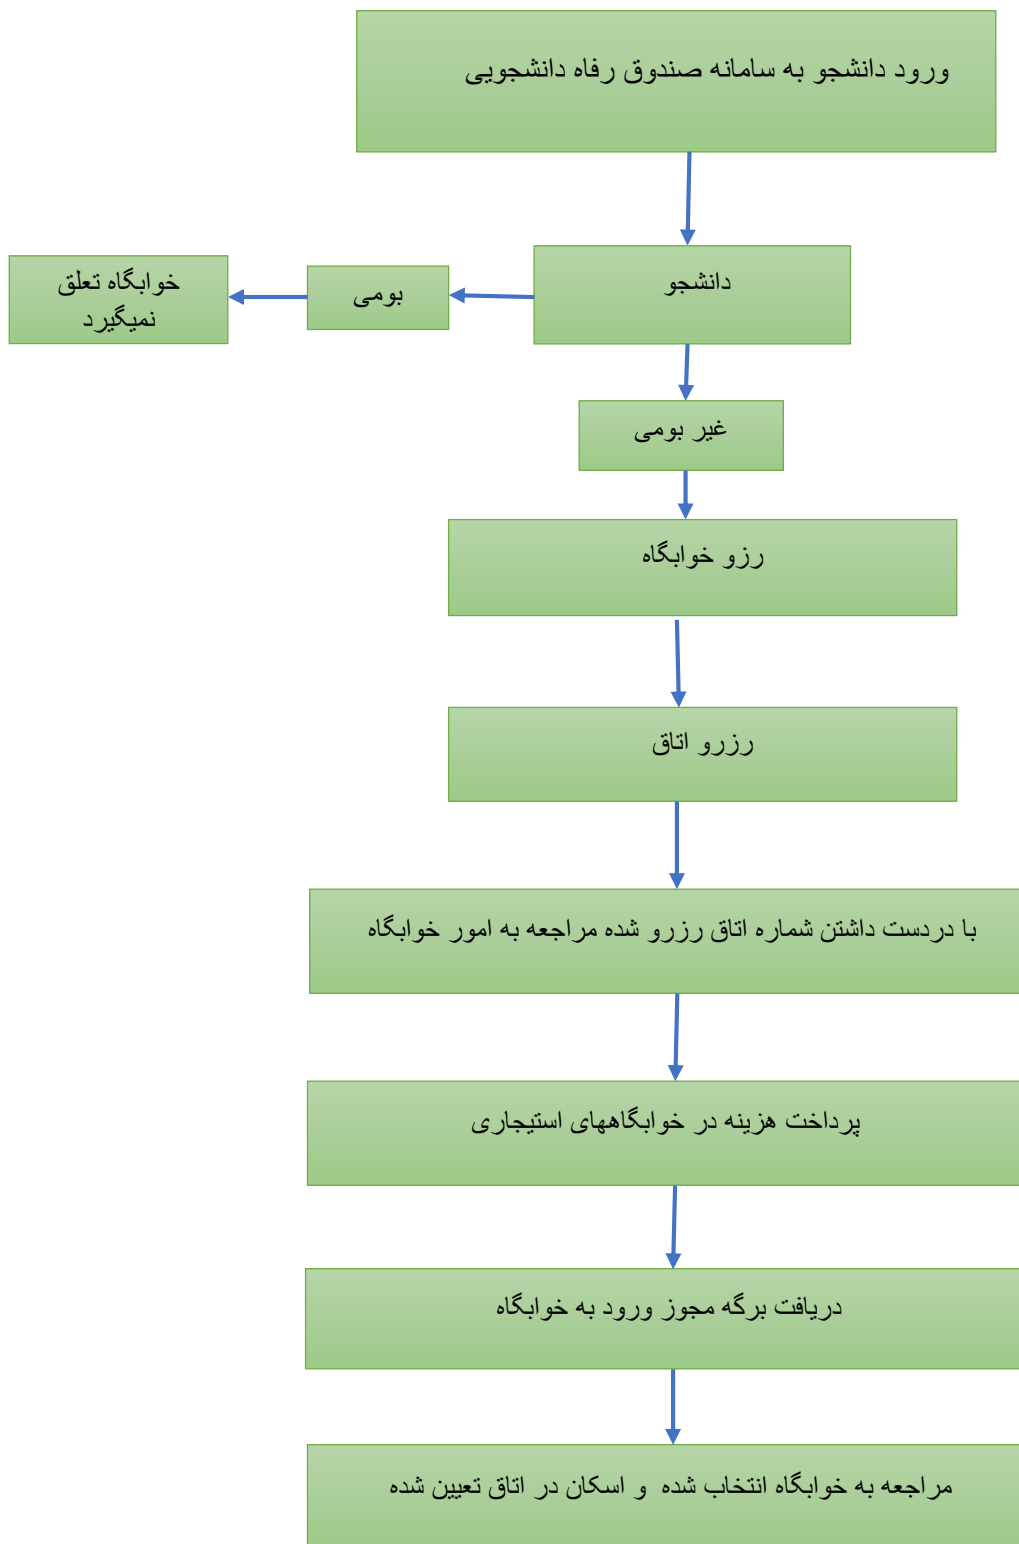 ورود دانشجو به سامانه صندوق رفاه دانشجویی
دانشجو
بومی
خوابگاه تعلق
نمیگیرد
غیر بومی
رزو خوابگاه
رزرو اتاق
با دردست داشتن شماره اتاق رزرو شده مراجعه به امور خوابگاه
پرداخت هزینه در خوابگاههای استیجاری
دریافت برگه مجوز ورود به خوابگاه
مراجعه به خوابگاه انتخاب شده و اسکان در اتاق تعیین شده